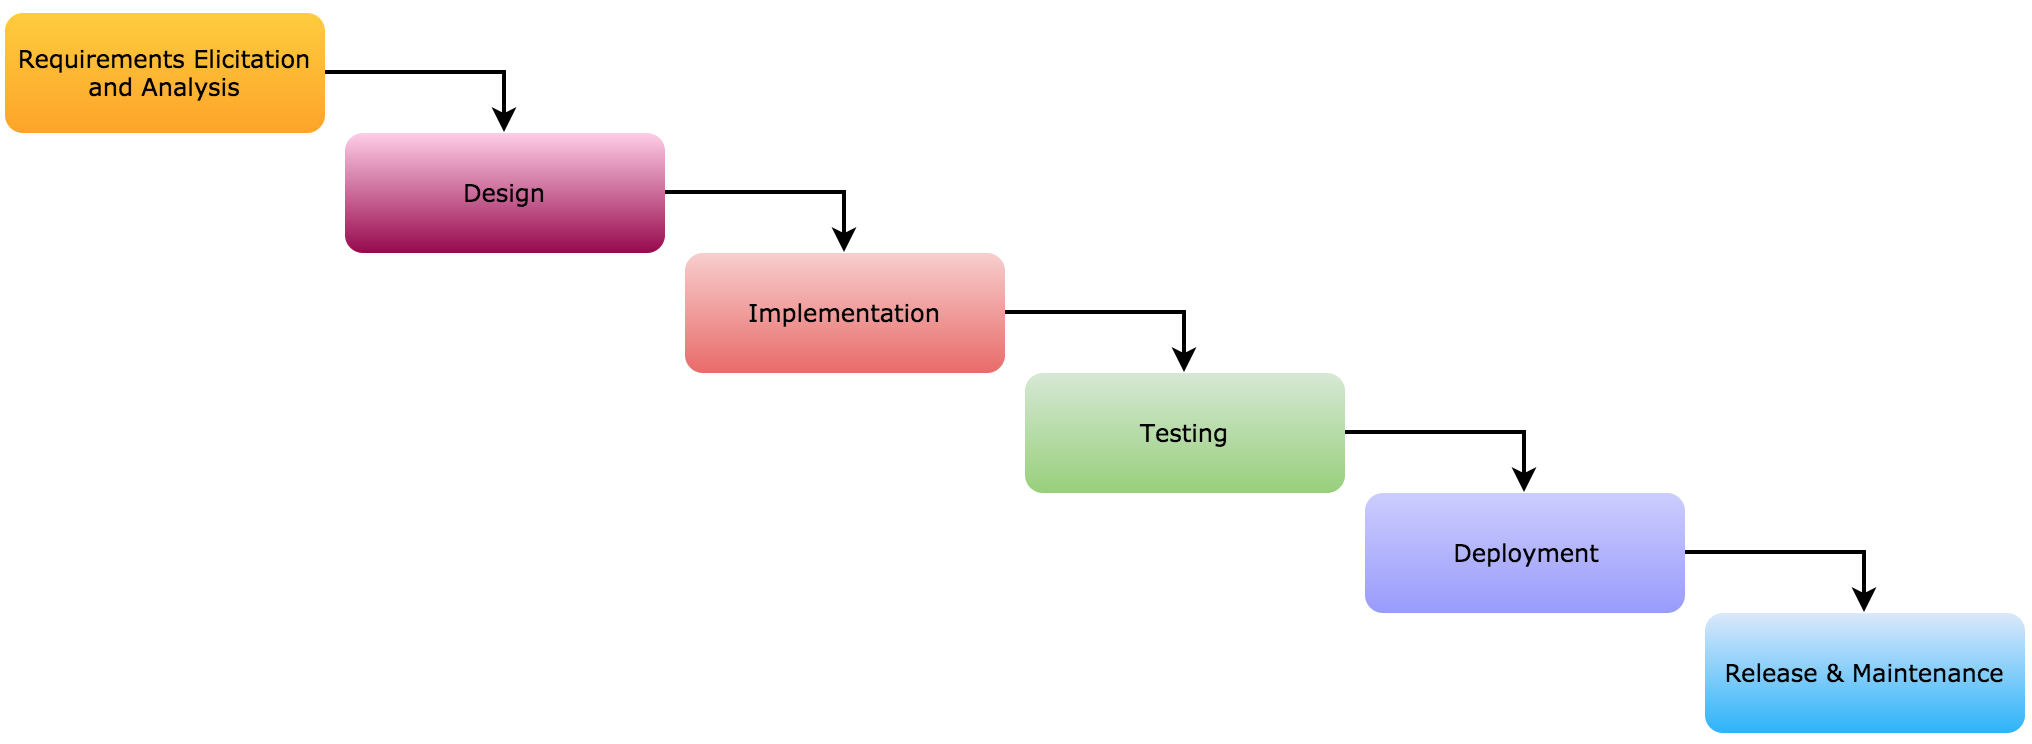 Requirements Elicitation
and Analysis
Design
Implementation
Testing
Deployment
Release & Maintenance